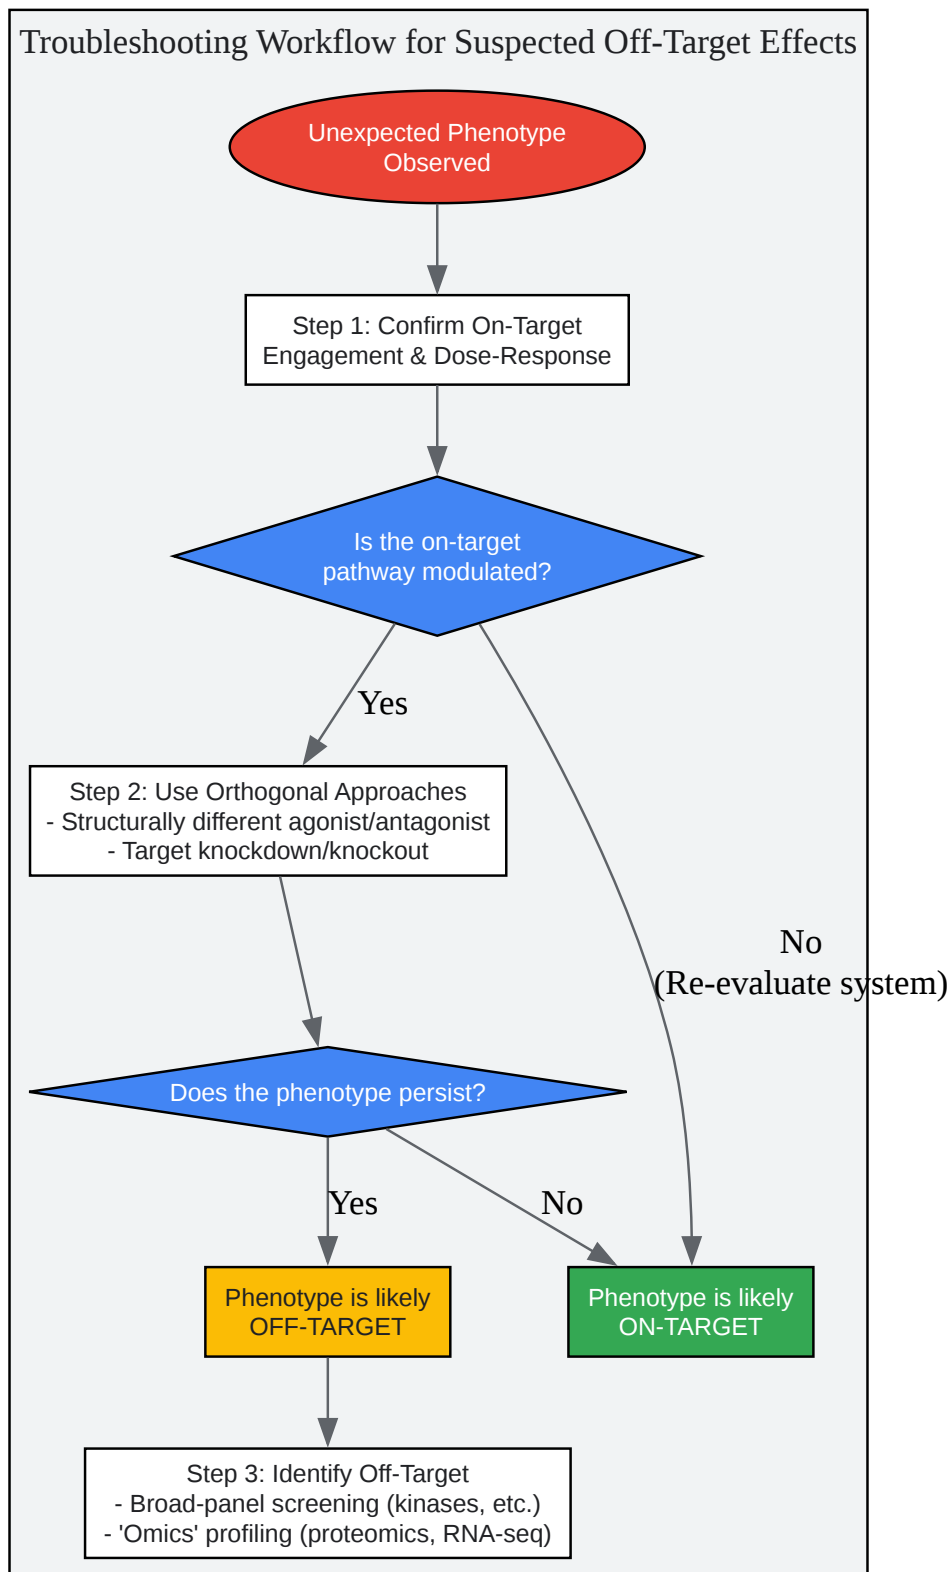 Troubleshooting Workflow for Suspected Off-Target Effects
Unexpected Phenotype
Observed
Step 1: Confirm On-Target
Engagement & Dose-Response
Is the on-target
pathway modulated?
Yes
Step 2: Use Orthogonal Approaches
- Structurally different agonist/antagonist
- Target knockdown/knockout
No
(Re-evaluate system)
Does the phenotype persist?
Yes
No
Phenotype is likely
OFF-TARGET
Phenotype is likely
ON-TARGET
Step 3: Identify Off-Target
- Broad-panel screening (kinases, etc.)
- 'Omics' profiling (proteomics, RNA-seq)